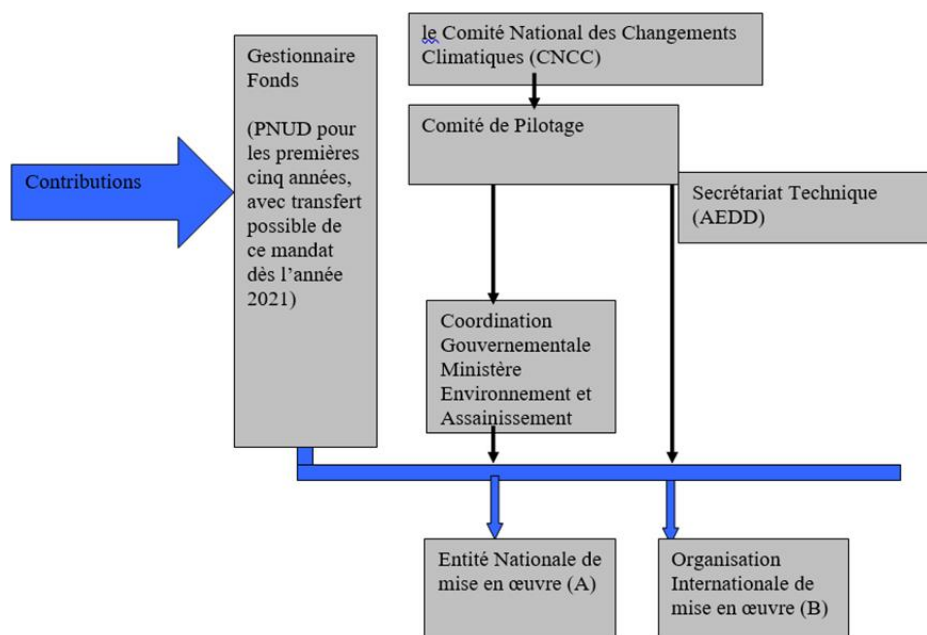 Contributions
Gestionnaire
Fonds
(PNUD pour
les premières
cinq années,
avec transfert
possible de
ce mandat
dès l’année
2021)
le Comité National des Changements
Climatiques (CNCC)
Comité de Pilotage
Secrétariat Technique
(AEDD)
Coordination
Gouvernementale
Ministère
Environnement et
Assainissement
Entité Nationale de
mise en œuvre (A)
Organisation
Internationale de
mise en œuvre (B)